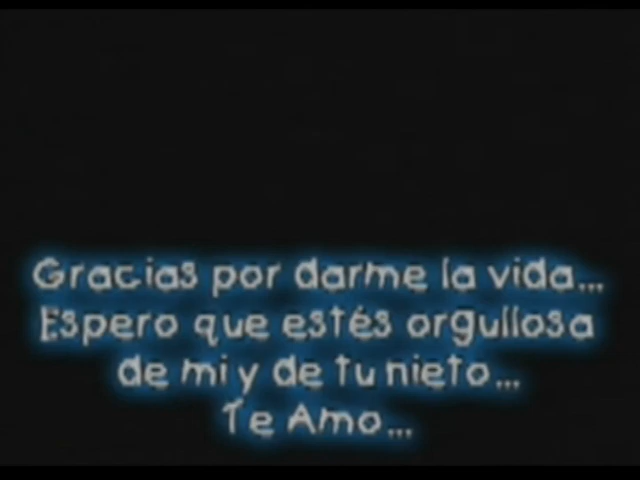 Gracias por darme la vida...
Espero que estés orgullosa
de mi y de tu nieto...
Te Amo...